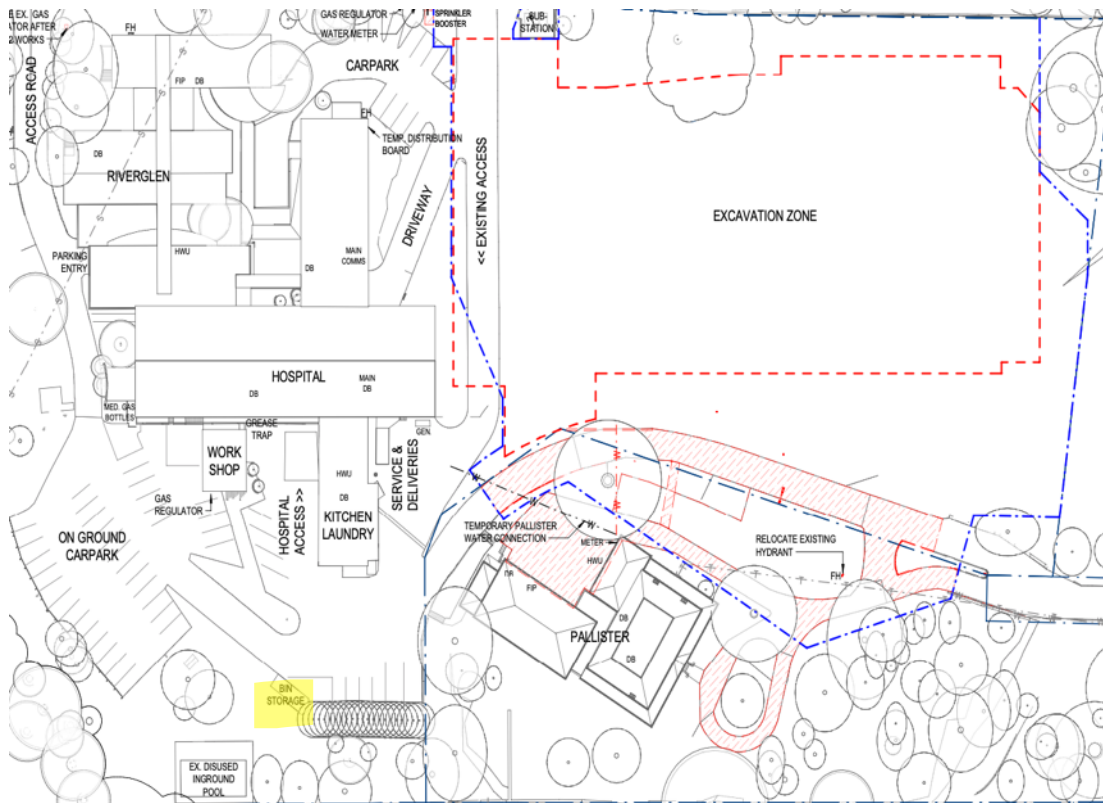 E EX. GAS
ATOR AFTER
2 WORKS
FH
GAS REGULATOR
WATER METER
SPRINKLER
BOOSTER
SUB-
STATION
CARPARK
ACCESS ROAD
FIP DB
FH
TEMP. DISTRIBUTION
BOARD
DB
RIVERGLEN
DRIVEWAY
<< EXISTING ACCESS
EXCAVATION ZONE
PARKING
ENTRY
HWU
DB
MAIN
COMMS
HOSPITAL
MAIN
DB
DB
MED. GAS
BOTTLES
GREASE
TRAP
GEN.
WORK
SHOP
GAS
REGULATOR
HOSPITAL
ACCESS >>
HWU
DB
KITCHEN
LAUNDRY
SERVICE &
DELIVERIES
ON GROUND
CARPARK
TEMPORARY PALLISTER
WATER CONNECTION
METER
HWU
RELOCATE EXISTING
HYDRANT
FH
DB
FIP
DB
PALLISTER
DB
BIN
STORAGE
EX. DISUSED
INGROUND
POOL